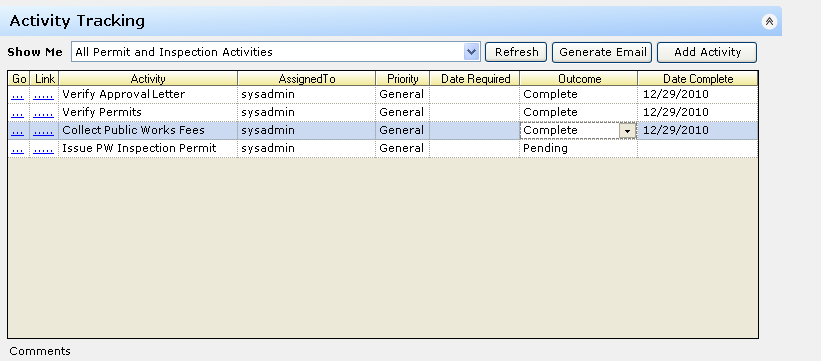 Activity Tracking
Show Me All Permit and Inspection Activities Refresh Generate Email Add Activity
Go Link Activity AssignedTo Priority Date Required Outcome Date Complete
... ..... Verify Approval Letter sysadmin General Complete 12/29/2010
... ..... Verify Permits sysadmin General Complete 12/29/2010
... ..... Collect Public Works Fees sysadmin General Complete 12/29/2010
... ..... Issue PW Inspection Permit sysadmin General Pending
Comments